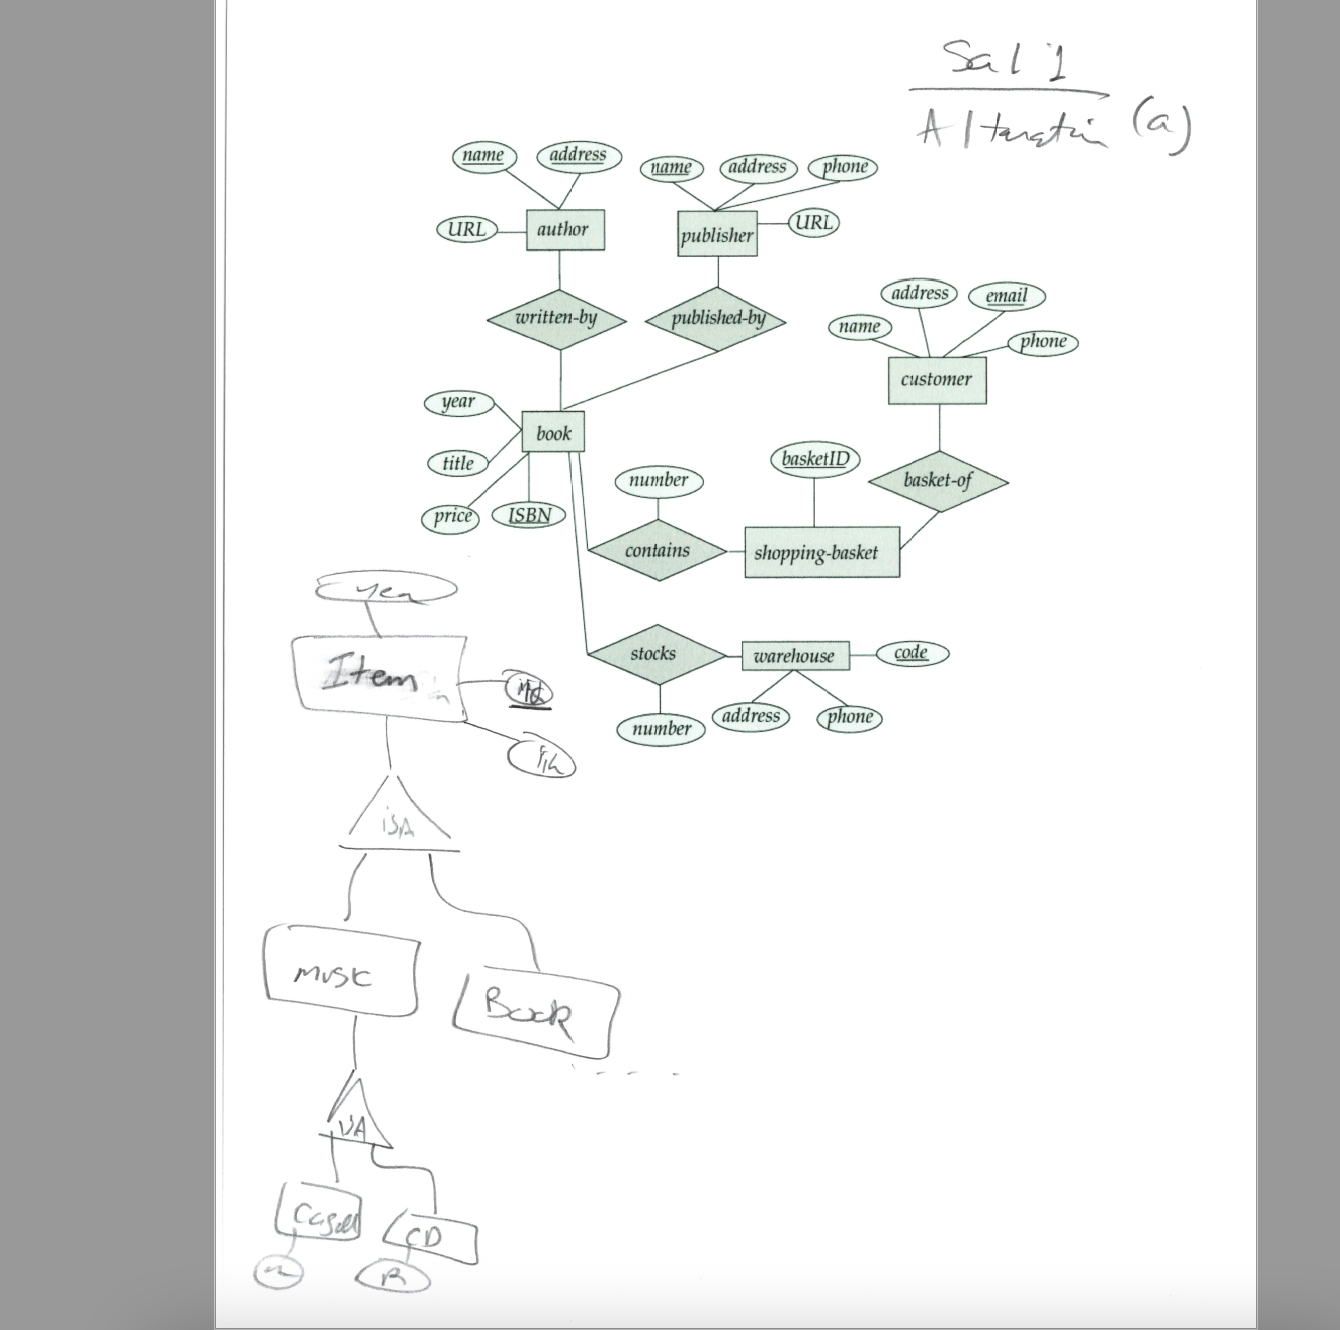 Sol 1
Alternatin (a)
name
address
name
address
phone
URL
author
publisher
URL
written-by
published-by
address
email
name
phone
customer
year
book
title
basketID
number
basket-of
price
ISBN
contains
shopping-basket
year
Item
stocks
warehouse
code
number
address
phone
isA
Music
Book
isA
CD
R